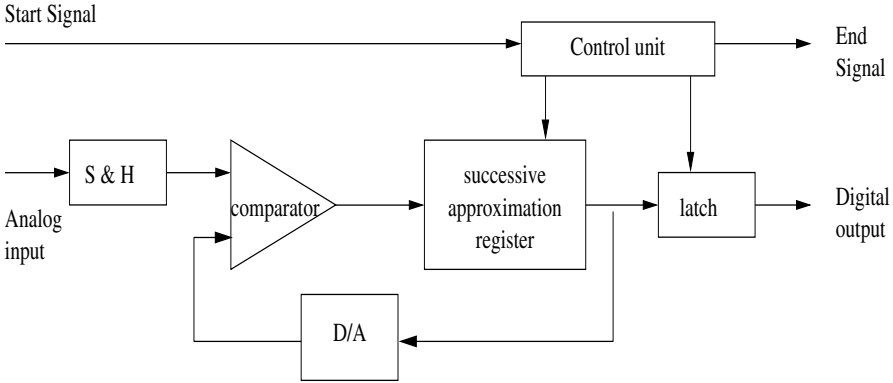 Start Signal
Control unit
End
Signal
S & H
comparator
successive
approximation
register
latch
Analog
input
Digital
output
D/A